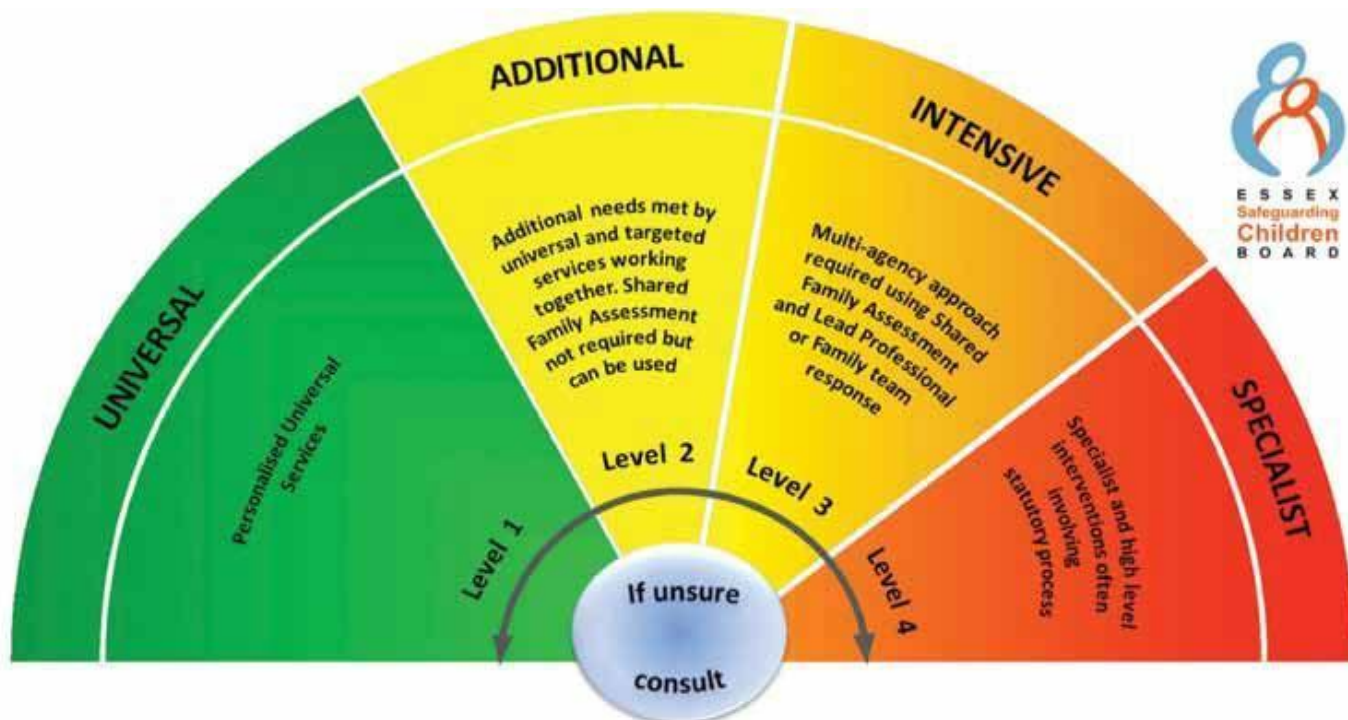 UNIVERSAL
Personalised Universal
Services
Level 1
ADDITIONAL
Additional needs met by
universal and targeted
services working
together. Shared
Family Assessment
not required but
can be used
Level 2
INTENSIVE
Multi-agency approach
required using Shared
Family Assessment
and Lead Professional
or Family team
response
Level 3
SPECIALIST
Specialist and high level
interventions often
involving
statutory process
Level 4
If unsure
consult
ESSEX
Safeguarding
Children
BOARD